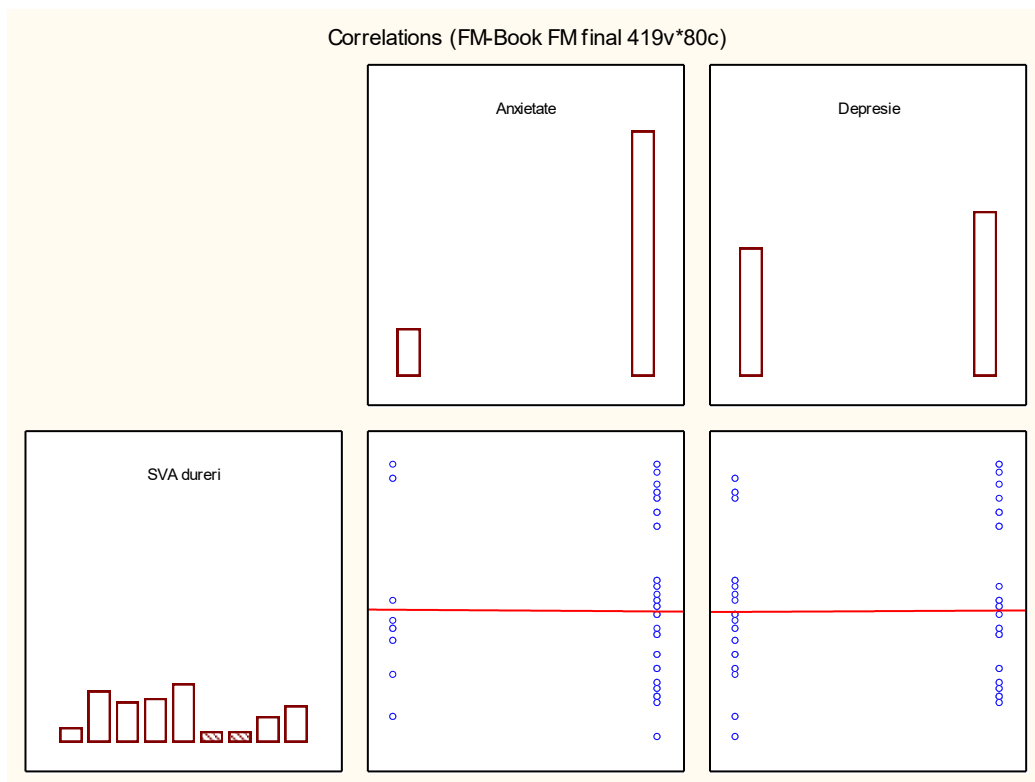 Correlations (FM-Book FM final 419v*80c)
Anxietate
Depresie
SVA dureri